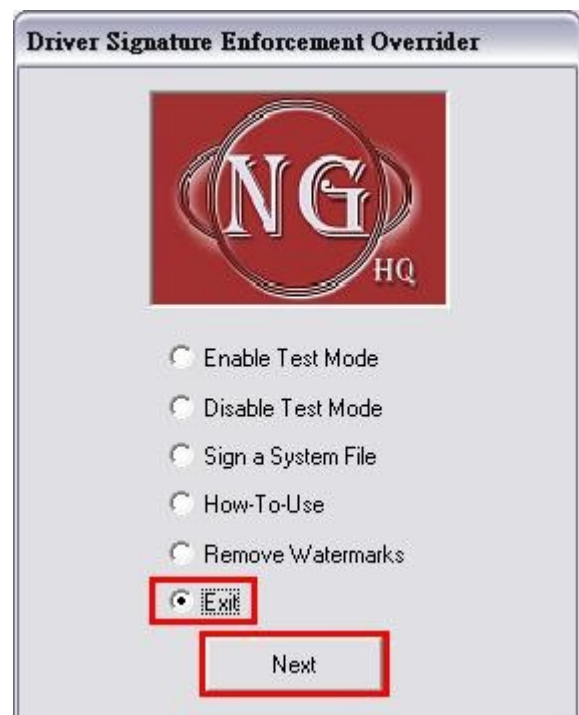 Driver Signature Enforcement Overrider
NG
HQ
Enable Test Mode
Disable Test Mode
Sign a System File
How-To-Use
Remove Watermarks
Exit
Next